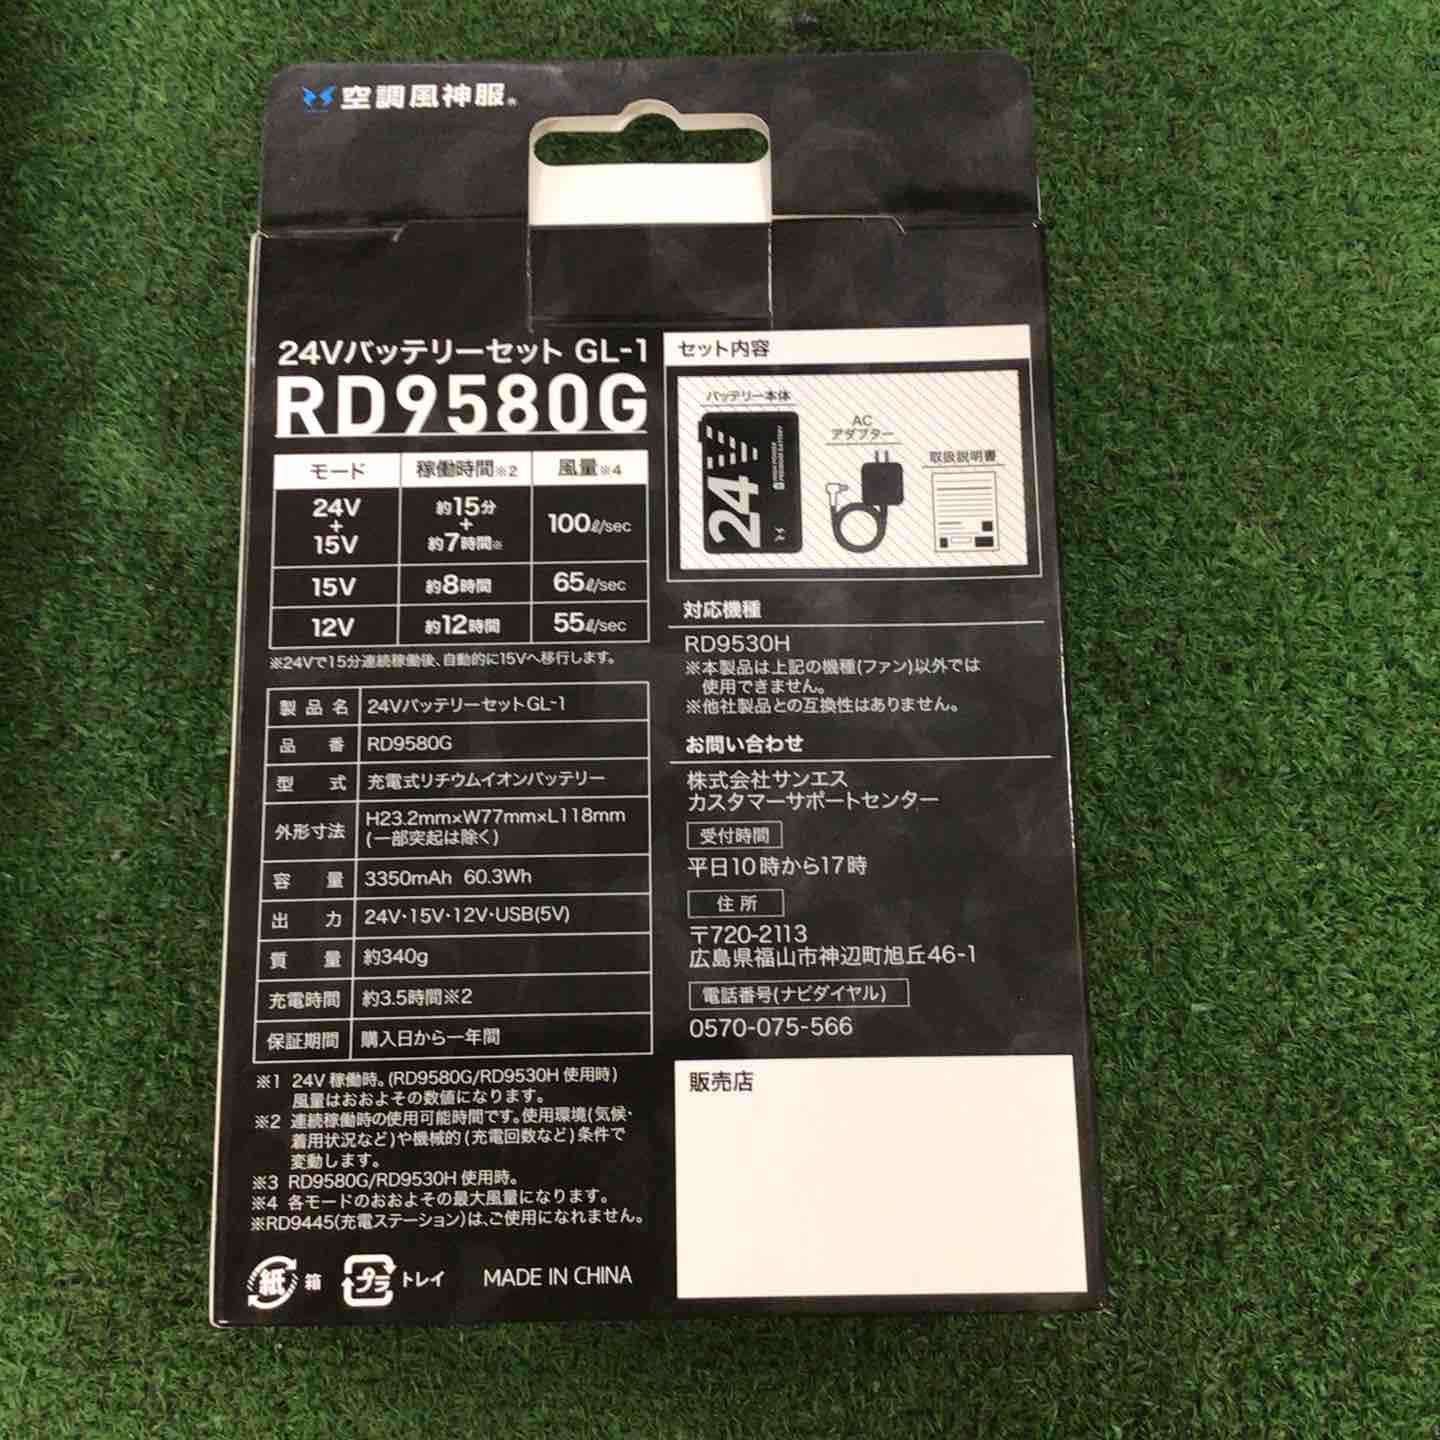 空調風神服®
24Vバッテリーセット GL-1
RD9580G
モード 稼働時間※2 風量※4
24V + 15V 約15分 + 約7時間※ 100ℓ/sec
15V 約8時間 65ℓ/sec
12V 約12時間 55ℓ/sec
※24Vで15分連続稼働後、自動的に15Vへ移行します。
製品名 24VバッテリーセットGL-1
品番 RD9580G
型式 充電式リチウムイオンバッテリー
外形寸法 H23.2mm×W77mm×L118mm
(一部突起は除く)
容量 3350mAh 60.3Wh
出力 24V・15V・12V・USB(5V)
質量 約340g
充電時間 約3.5時間※2
保証期間 購入日から一年間
※1 24V 稼働時。(RD9580G/RD9530H 使用時)
風量はおおよその数値になります。
※2 連続稼働時の使用可能時間です。使用環境(気候・
着用状況など)や機械的(充電回数など)条件で
変動します。
※3 RD9580G/RD9530H 使用時。
※4 各モードのおおよその最大風量になります。
※RD9445(充電ステーション)は、ご使用になれません。
紙 箱 プラ トレイ MADE IN CHINA
セット内容
バッテリー本体
24V
HIGH POWER
PREMIUM BATTERY
AC
アダプター
取扱説明書
対応機種
RD9530H
※本製品は上記の機種(ファン)以外では
使用できません。
※他社製品との互換性はありません。
お問い合わせ
株式会社サンエス
カスタマーサポートセンター
受付時間
平日10時から17時
住所
〒720-2113
広島県福山市神辺町旭丘46-1
電話番号(ナビダイヤル)
0570-075-566
販売店